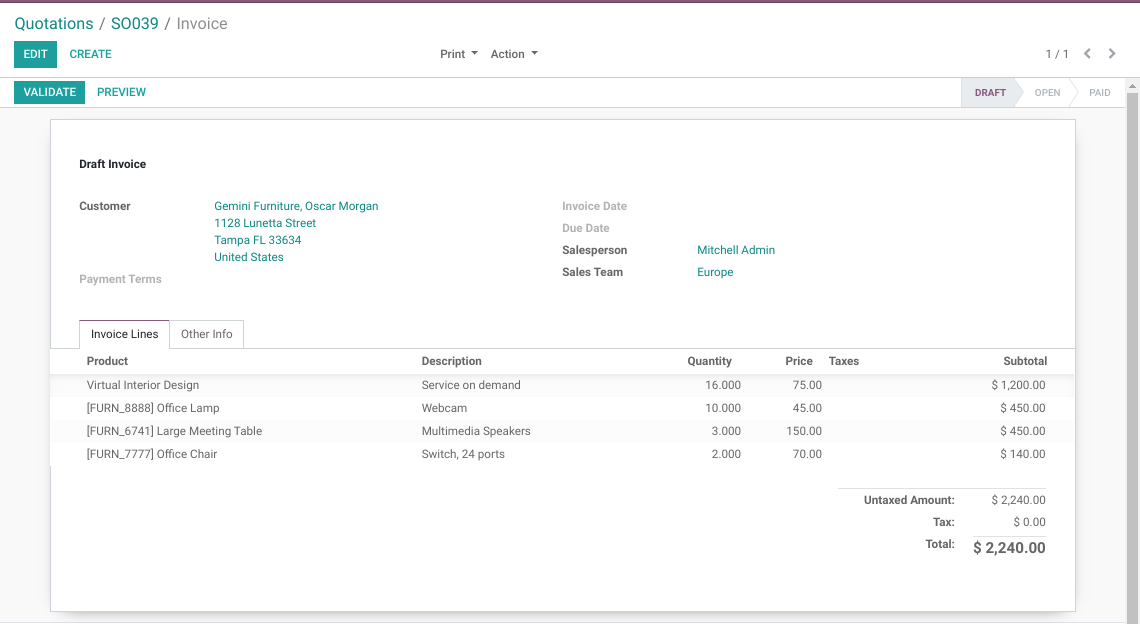 Quotations / SO039 / Invoice
EDIT CREATE Print Action 1 / 1
VALIDATE PREVIEW DRAFT OPEN PAID
Draft Invoice
Customer Gemini Furniture, Oscar Morgan Invoice Date
1128 Lunetta Street Due Date
Tampa FL 33634 Salesperson Mitchell Admin
United States Sales Team Europe
Payment Terms
Invoice Lines Other Info
Product Description Quantity Price Taxes Subtotal
Virtual Interior Design Service on demand 16.000 75.00 $ 1,200.00
[FURN_8888] Office Lamp Webcam 10.000 45.00 $ 450.00
[FURN_6741] Large Meeting Table Multimedia Speakers 3.000 150.00 $ 450.00
[FURN_7777] Office Chair Switch, 24 ports 2.000 70.00 $ 140.00
Untaxed Amount: $ 2,240.00
Tax: $ 0.00
Total: $ 2,240.00